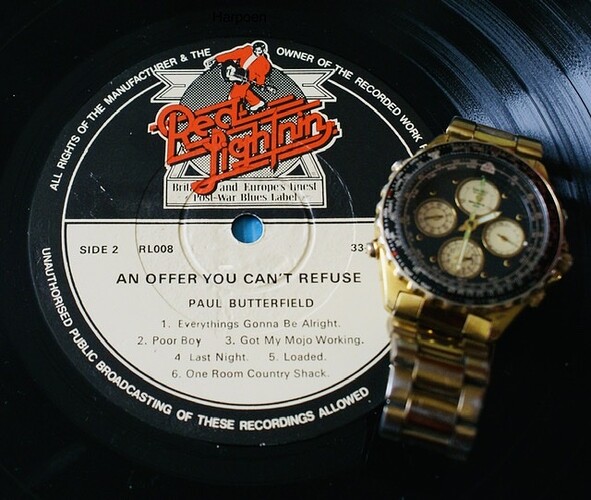 Harpoen
ALL RIGHTS OF THE MANUFACTURER & THE OWNER OF THE RECORDED WORK
Red Lightnin
and Europe's finest
Post-War Blues Label
SIDE 2 RL008 33
AN OFFER YOU CAN'T REFUSE
PAUL BUTTERFIELD
1. Everythings Gonna Be Alright.
2. Poor Boy 3. Got My Mojo Working.
4 Last Night. 5. Loaded.
6. One Room Country Shack.
UNAUTHORISED PUBLIC BROADCASTING OF THESE RECORDINGS ALLOWED